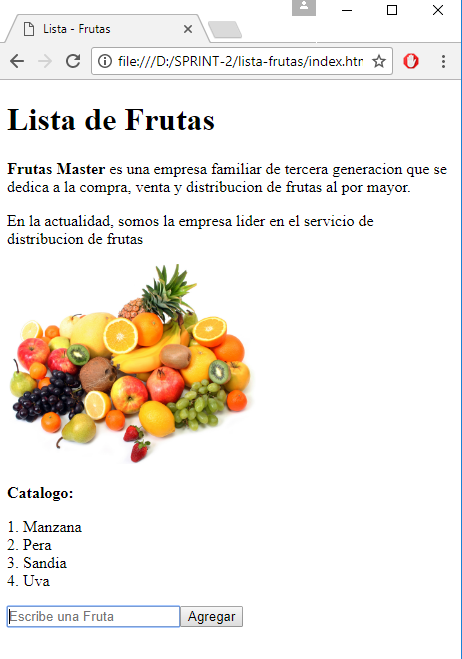 Lista - Frutas
file:///D:/SPRINT-2/lista-frutas/index.htm
Lista de Frutas
Frutas Master es una empresa familiar de tercera generacion que se
dedica a la compra, venta y distribucion de frutas al por mayor.
En la actualidad, somos la empresa lider en el servicio de
distribucion de frutas
Catalogo:
1. Manzana
2. Pera
3. Sandia
4. Uva
Escribe una Fruta Agregar